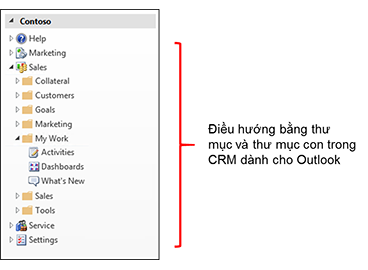 Contoso
Help
Marketing
Sales
Collateral
Customers
Goals
Marketing
My Work
Activities
Dashboards
What's New
Sales
Tools
Service
Settings
Điều hướng bằng thư
mục và thư mục con trong
CRM dành cho Outlook